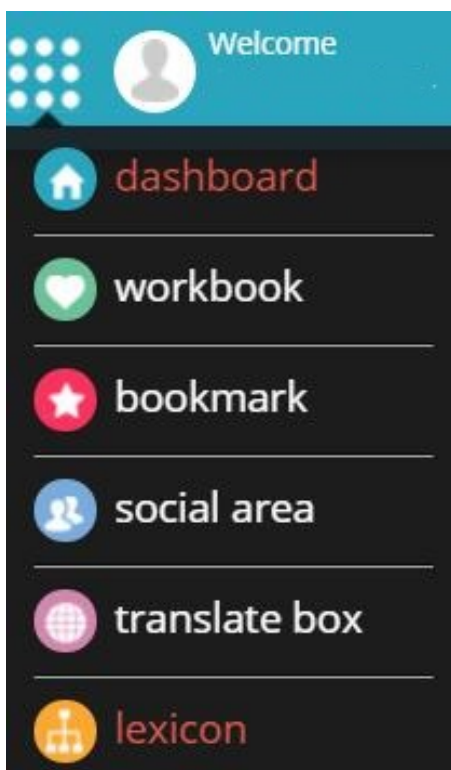 Welcome
dashboard
workbook
bookmark
social area
translate box
lexicon